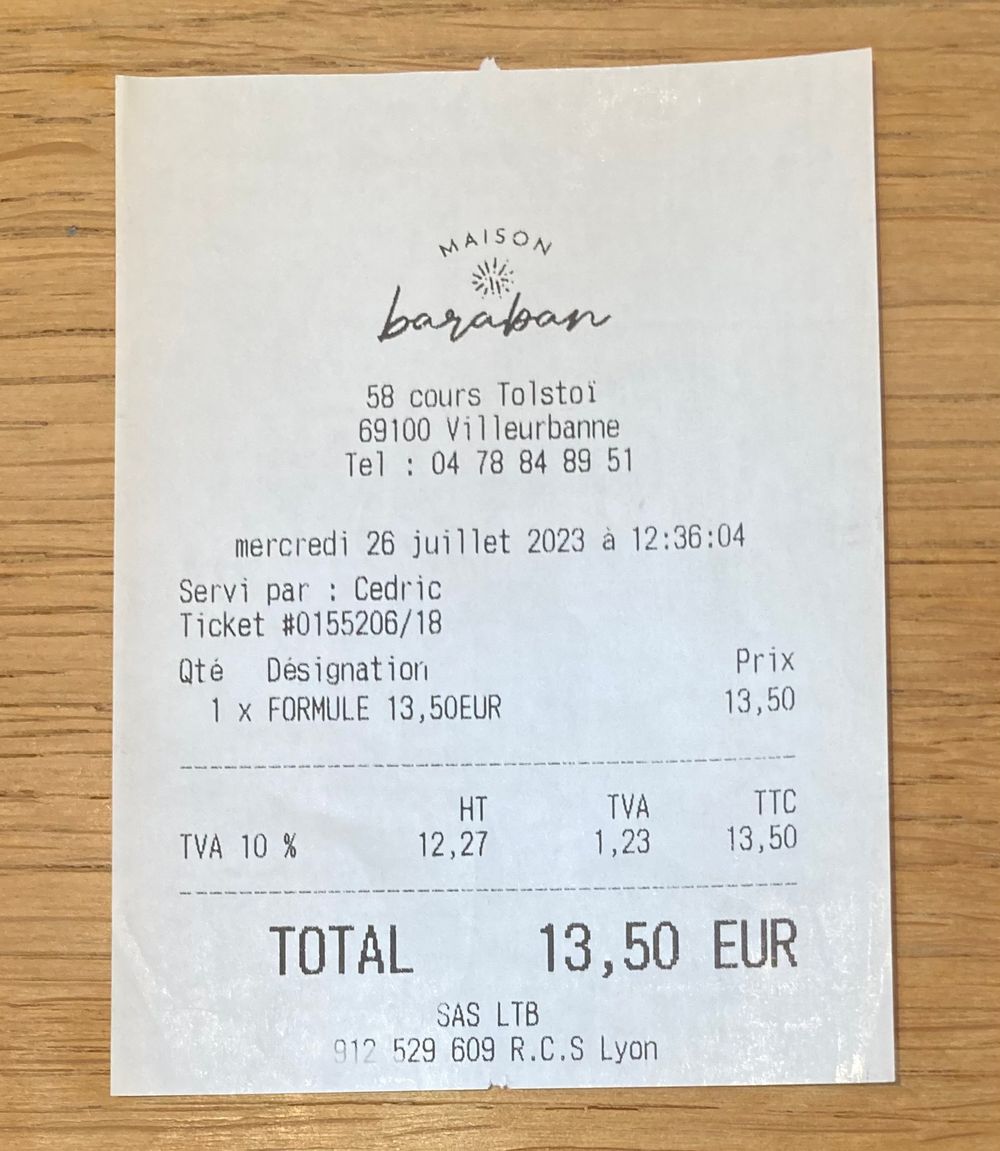 MAISON
baraban
58 cours Tolstoï
69100 Villeurbanne
Tel : 04 78 84 89 51
mercredi 26 juillet 2023 à 12:36:04
Servi par : Cedric
Ticket #0155206/18
Qté Désignation Prix
1 x FORMULE 13,50EUR 13,50
HT TVA TTC
TVA 10 % 12,27 1,23 13,50
TOTAL 13,50 EUR
SAS LTB
912 529 609 R.C.S Lyon